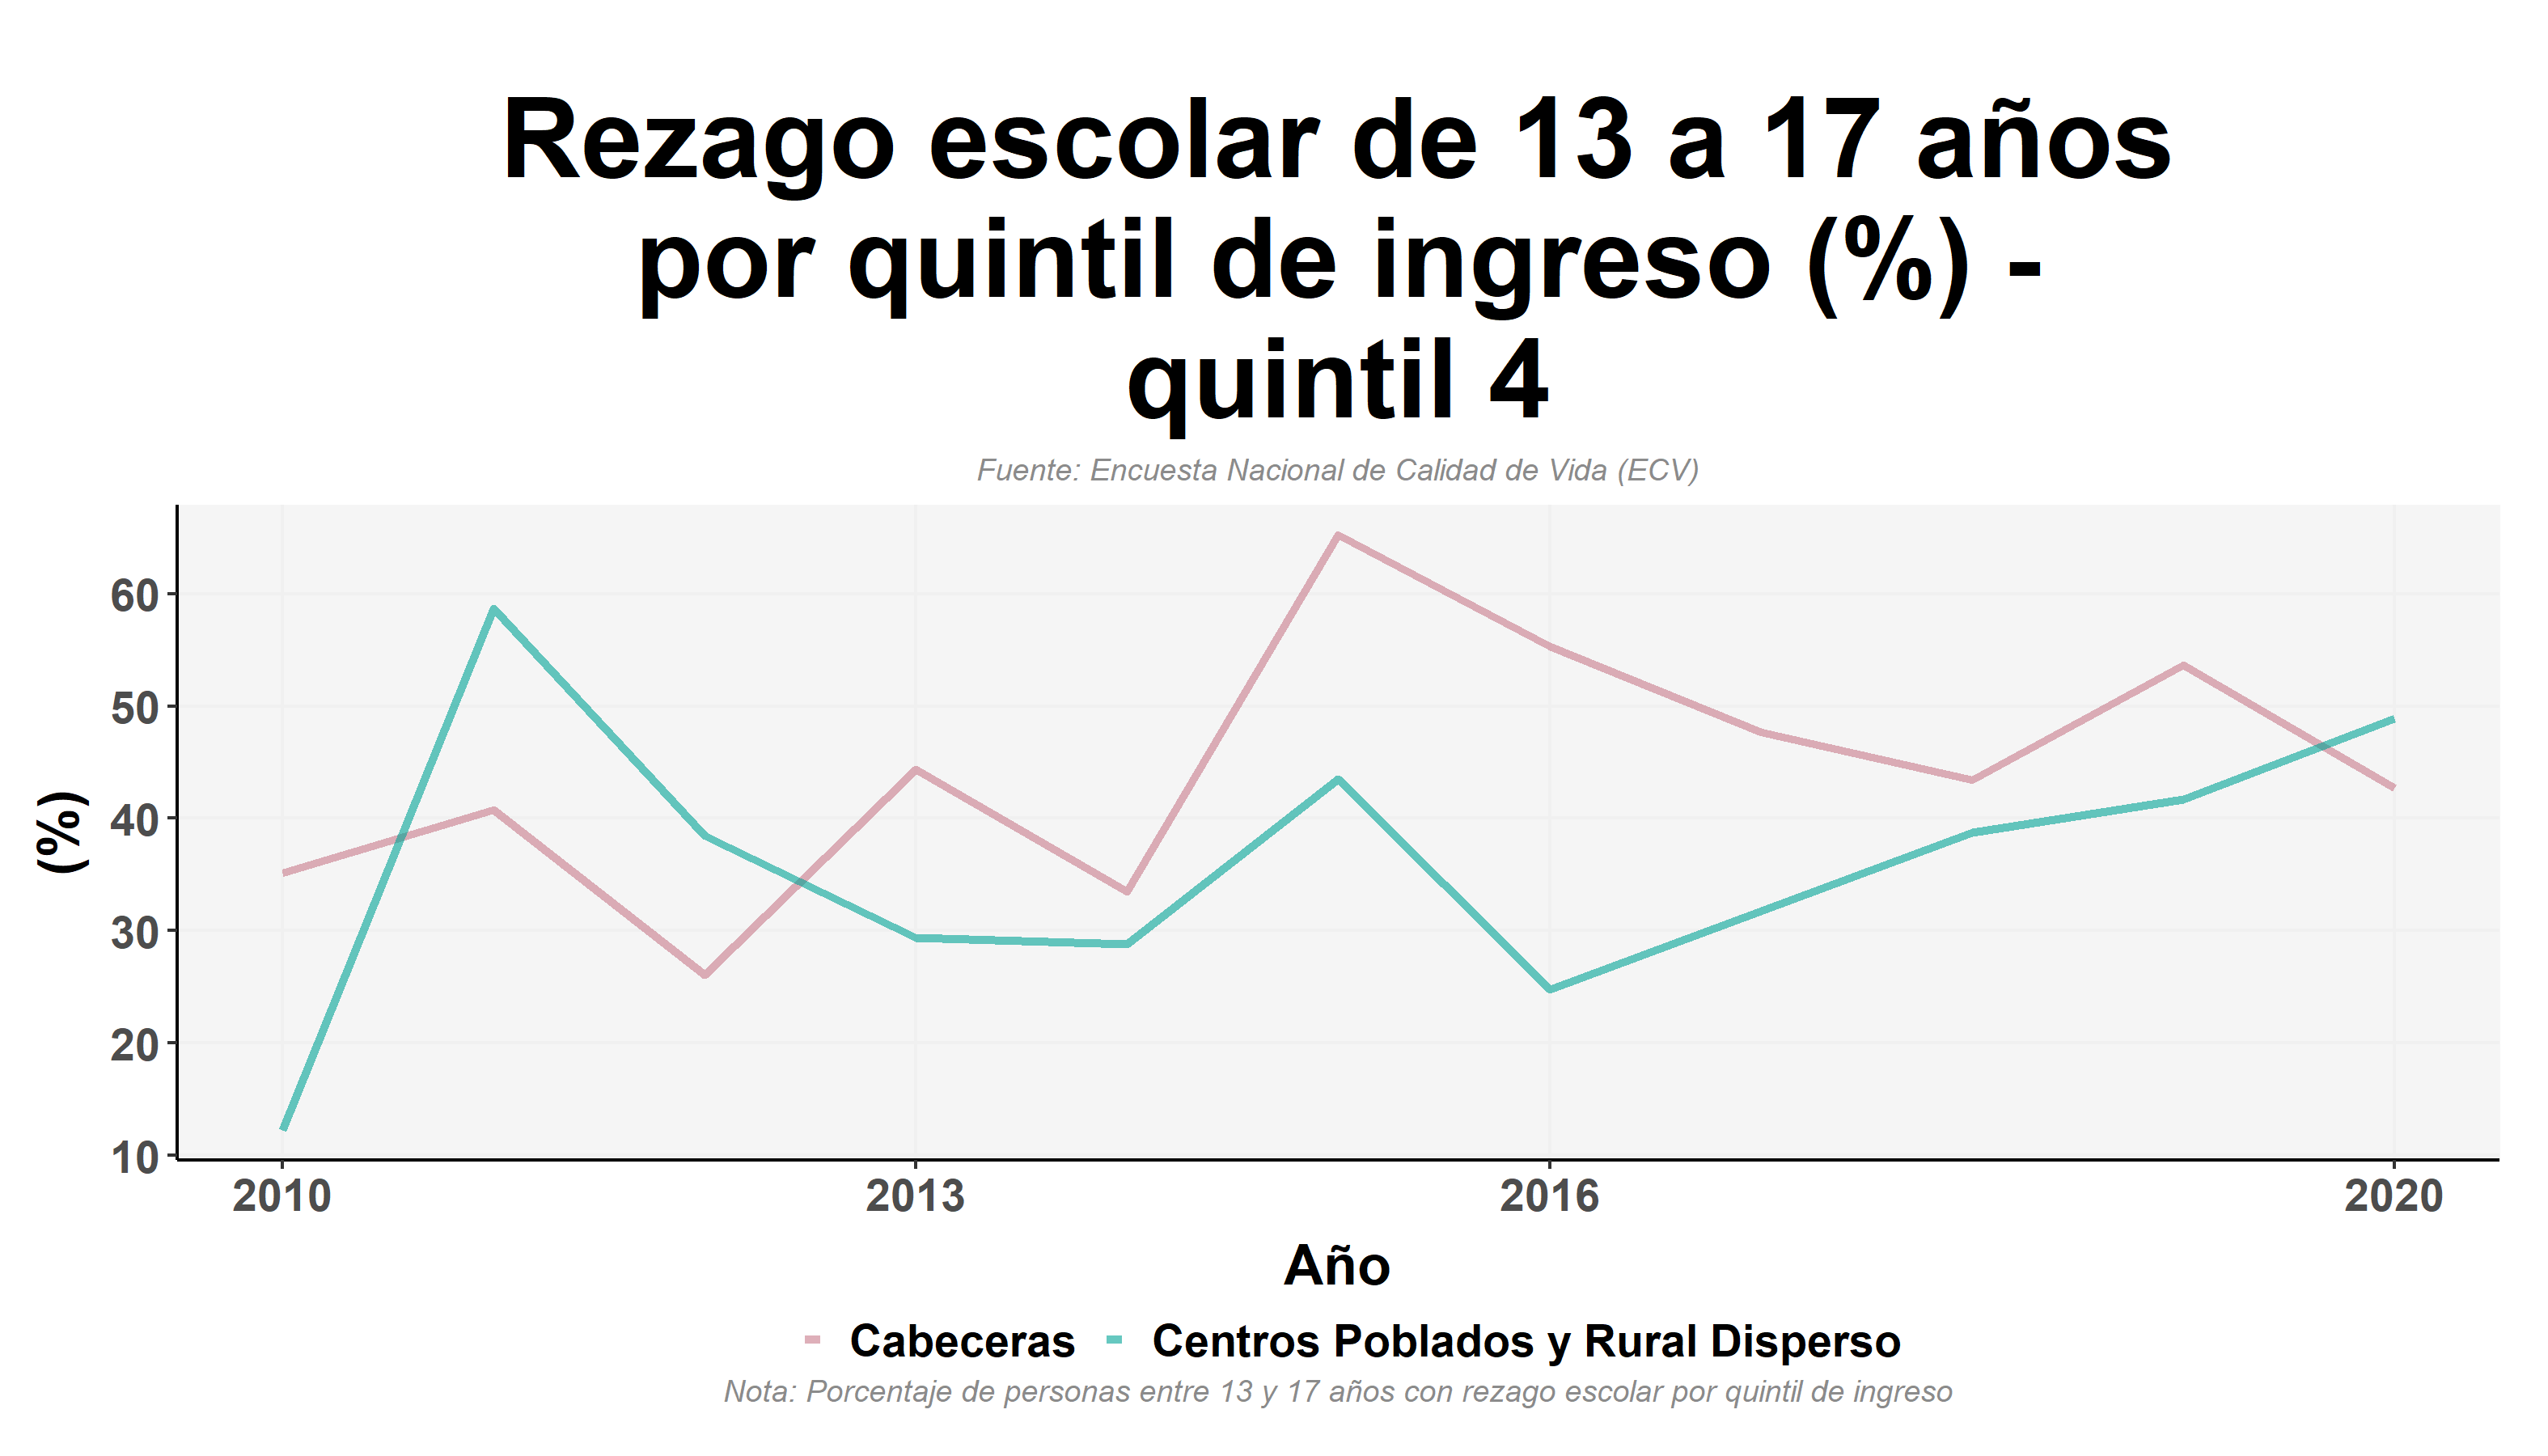 Rezago escolar de 13 a 17 años
por quintil de ingreso (%) -
quintil 4
Fuente: Encuesta Nacional de Calidad de Vida (ECV)
60
50
40
30
20
10
(%)
2010 2013 2016 2020
Año
Cabeceras Centros Poblados y Rural Disperso
Nota: Porcentaje de personas entre 13 y 17 años con rezago escolar por quintil de ingreso